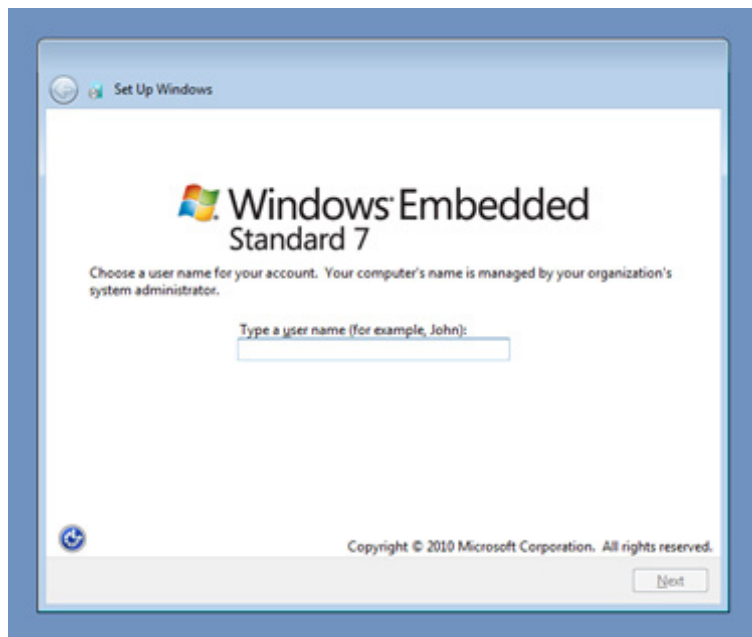 Set Up Windows
Windows® Embedded
Standard 7
Choose a user name for your account. Your computer's name is managed by your organization's
system administrator.
Type a user name (for example, John):
Copyright © 2010 Microsoft Corporation. All rights reserved.
Next